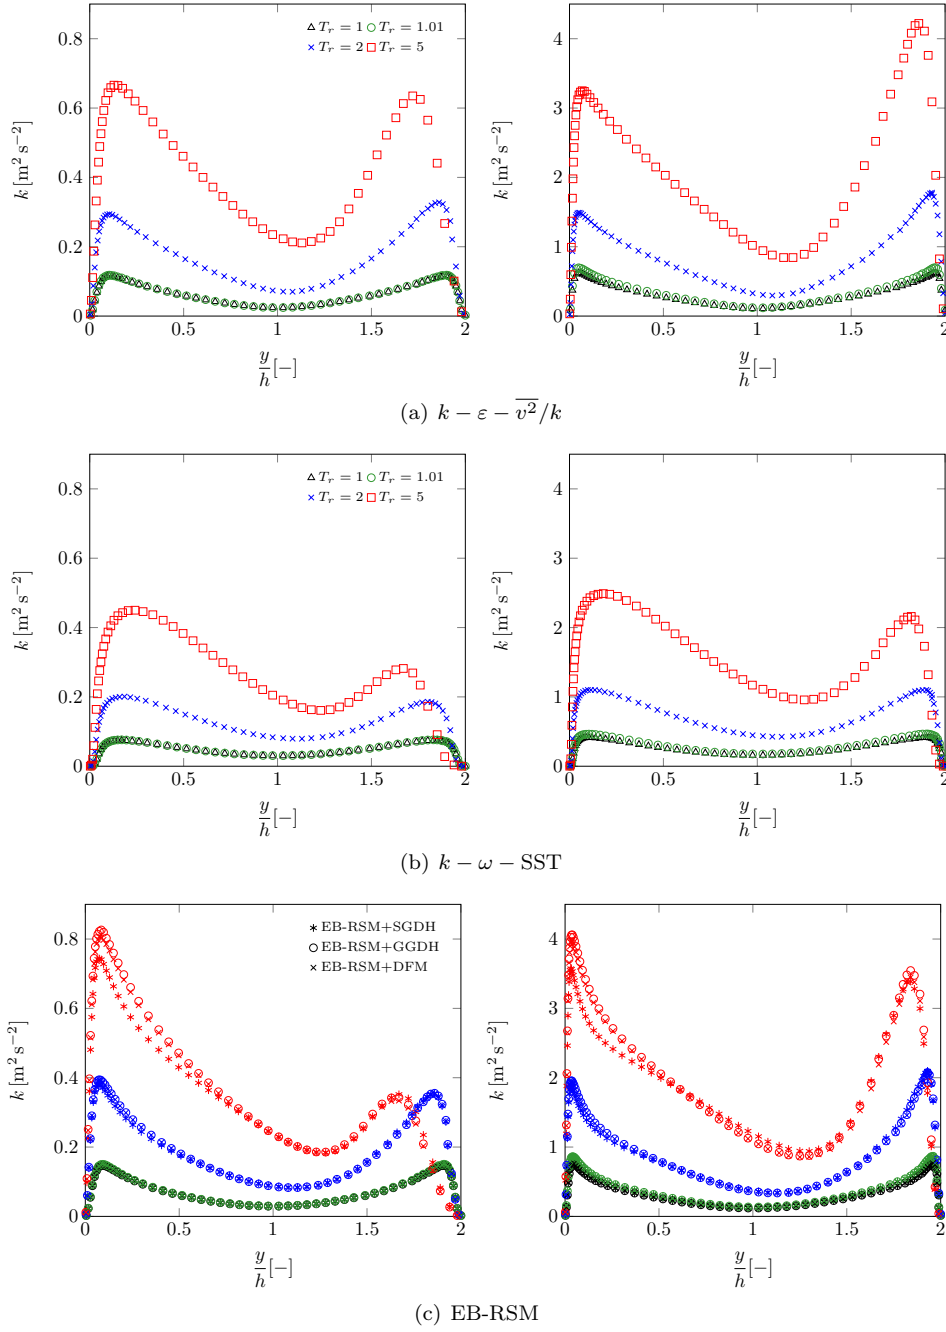 0.8
0.6
0.4
0.2
0
k [m² s⁻²]
△ T_r = 1 ○ T_r = 1.01
× T_r = 2 □ T_r = 5
0 0.5 1 1.5 2
y/h [−]
4
3
2
1
0
k [m² s⁻²]
0 0.5 1 1.5 2
y/h [−]
(a) k − ε − \overline{v²}/k
0.8
0.6
0.4
0.2
0
k [m² s⁻²]
△ T_r = 1 ○ T_r = 1.01
× T_r = 2 □ T_r = 5
0 0.5 1 1.5 2
y/h [−]
4
3
2
1
0
k [m² s⁻²]
0 0.5 1 1.5 2
y/h [−]
(b) k − ω − SST
0.8
0.6
0.4
0.2
0
k [m² s⁻²]
∗ EB-RSM+SGDH
○ EB-RSM+GGDH
× EB-RSM+DFM
0 0.5 1 1.5 2
y/h [−]
4
3
2
1
0
k [m² s⁻²]
0 0.5 1 1.5 2
y/h [−]
(c) EB-RSM